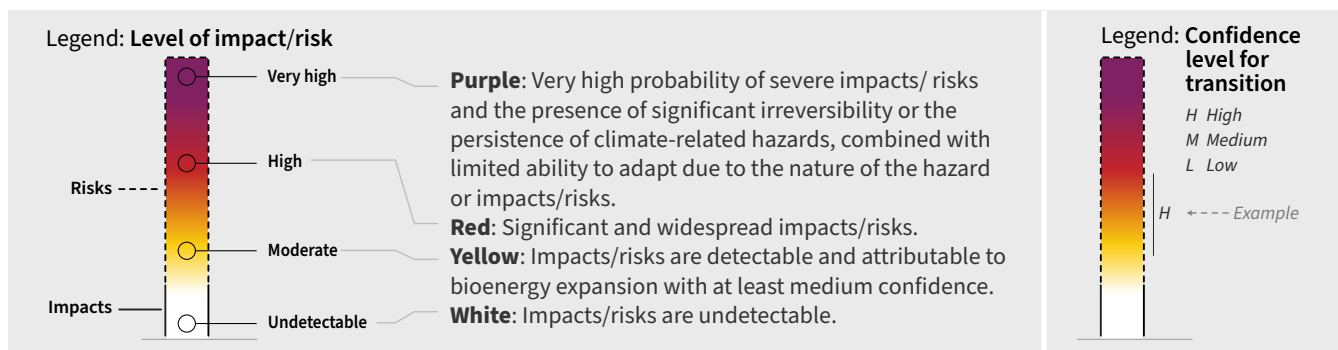 Legend: Level of impact/risk
Very high
High
Risks
Moderate
Impacts
Undetectable
Purple: Very high probability of severe impacts/ risks
and the presence of significant irreversibility or the
persistence of climate-related hazards, combined with
limited ability to adapt due to the nature of the hazard
or impacts/risks.
Red: Significant and widespread impacts/risks.
Yellow: Impacts/risks are detectable and attributable to
bioenergy expansion with at least medium confidence.
White: Impacts/risks are undetectable.
Legend: Confidence
level for
transition
H High
M Medium
L Low
H
Example